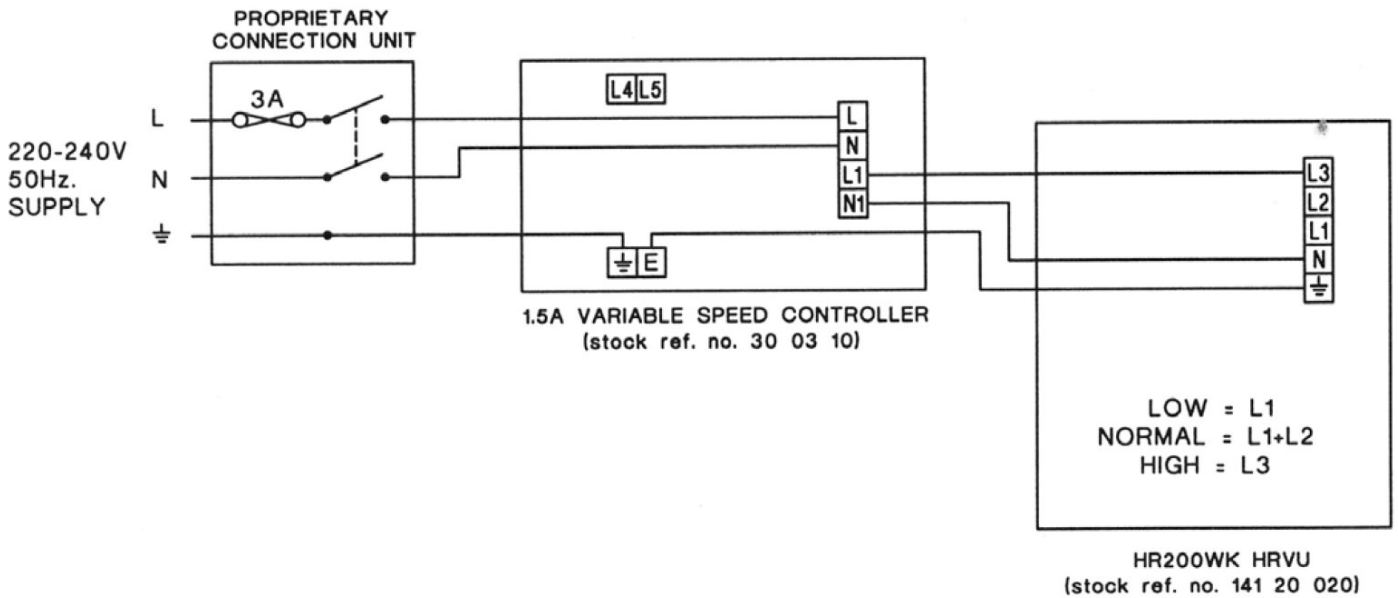 PROPRIETARY
CONNECTION UNIT
3A
L
220-240V
50Hz.
SUPPLY
N
L4 L5
L
N
L1
N1
E
1.5A VARIABLE SPEED CONTROLLER
(stock ref. no. 30 03 10)
L3
L2
L1
N
LOW = L1
NORMAL = L1+L2
HIGH = L3
HR200WK HRVU
(stock ref. no. 141 20 020)